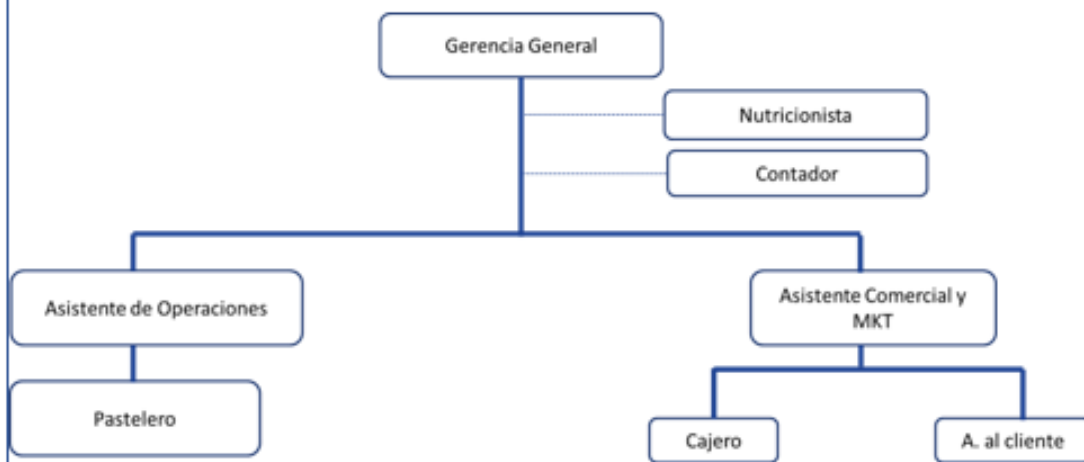 Gerencia General
Nutricionista
Contador
Asistente de Operaciones
Asistente Comercial y
MKT
Pastelero
Cajero
A. al cliente